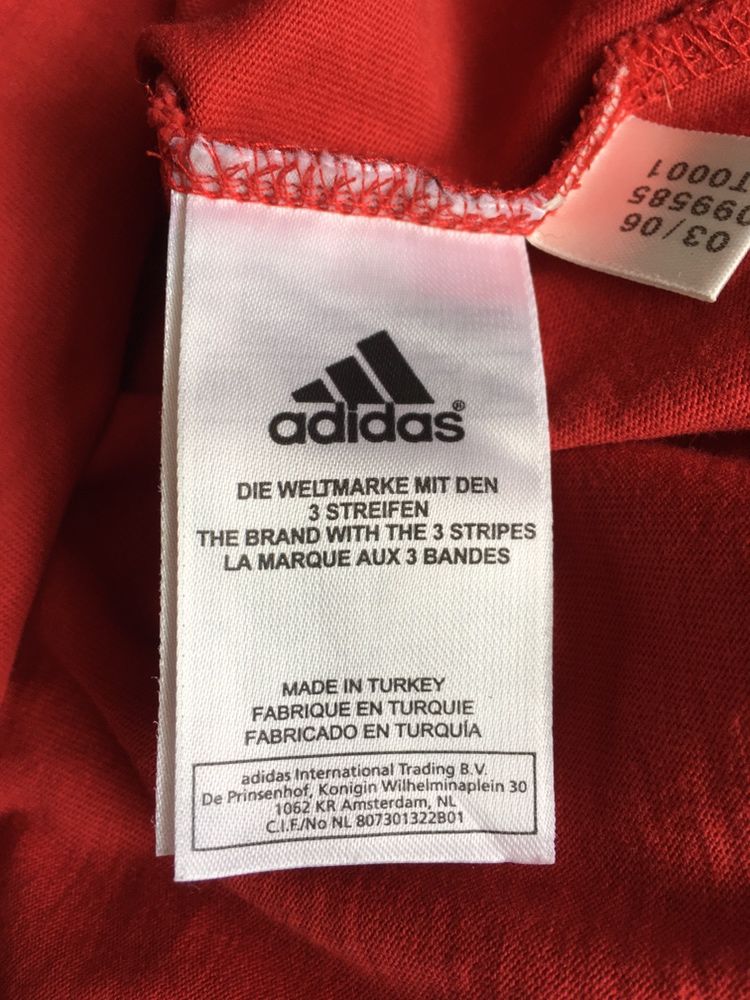 adidas®
DIE WELTMARKE MIT DEN
3 STREIFEN
THE BRAND WITH THE 3 STRIPES
LA MARQUE AUX 3 BANDES
MADE IN TURKEY
FABRIQUE EN TURQUIE
FABRICADO EN TURQUÍA
adidas International Trading B.V.
De Prinsenhof, Konigin Wilhelminaplein 30
1062 KR Amsterdam, NL
C.I.F./No NL 807301322B01
03/06
099585
T0001